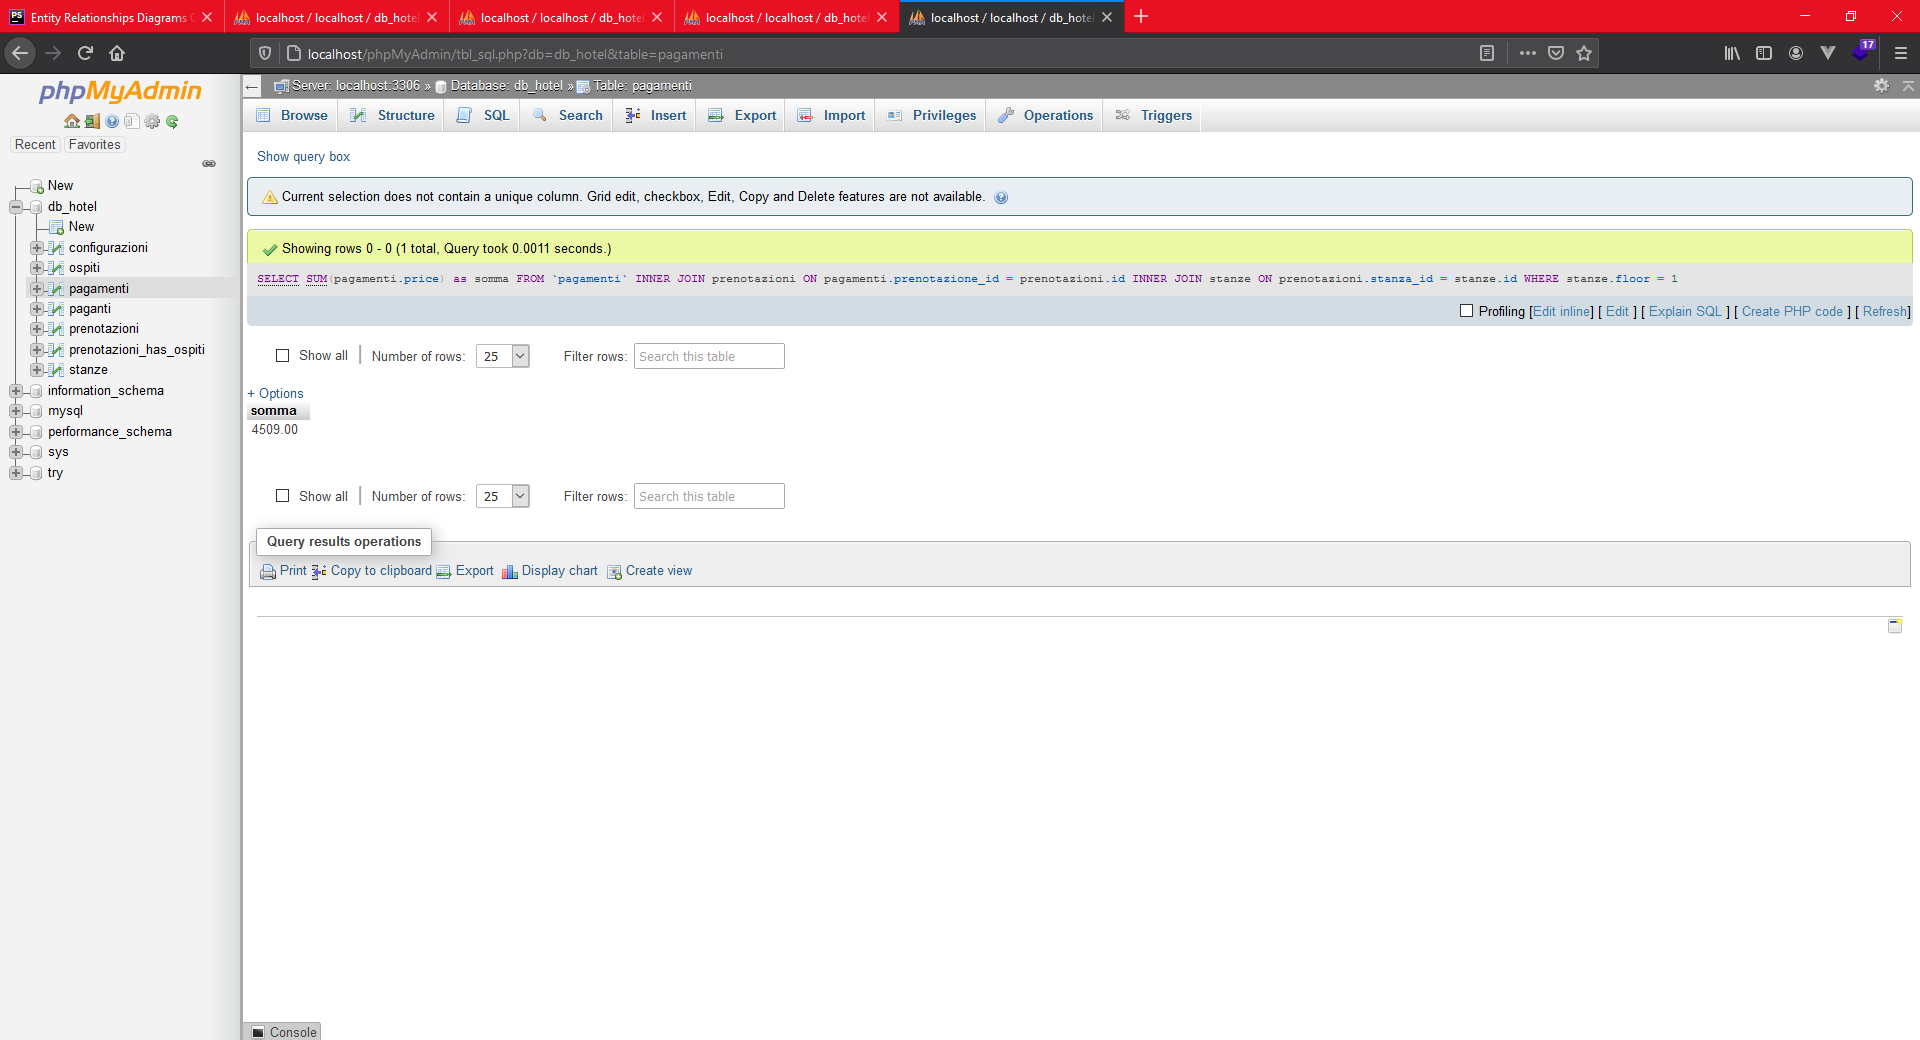 Entity Relationships Diagrams
localhost / localhost / db_hotel
localhost / localhost / db_hotel
localhost / localhost / db_hotel
localhost / localhost / db_hotel
localhost/phpMyAdmin/tbl_sql.php?db=db_hotel&table=pagamenti
17
phpMyAdmin
Recent Favorites
New
db_hotel
New
configurazioni
ospiti
pagamenti
paganti
prenotazioni
prenotazioni_has_ospiti
stanze
information_schema
mysql
performance_schema
sys
try
Server: localhost:3306 » Database: db_hotel » Table: pagamenti
Browse Structure SQL Search Insert Export Import Privileges Operations Triggers
Show query box
Current selection does not contain a unique column. Grid edit, checkbox, Edit, Copy and Delete features are not available.
Showing rows 0 - 0 (1 total, Query took 0.0011 seconds.)
SELECT SUM(pagamenti.price) as somma FROM `pagamenti` INNER JOIN prenotazioni ON pagamenti.prenotazione_id = prenotazioni.id INNER JOIN stanze ON prenotazioni.stanza_id = stanze.id WHERE stanze.floor = 1
Profiling [Edit inline] [ Edit ] [ Explain SQL ] [ Create PHP code ] [ Refresh]
Show all Number of rows: 25 Filter rows: Search this table
+ Options
somma
4509.00
Show all Number of rows: 25 Filter rows: Search this table
Query results operations
Print Copy to clipboard Export Display chart Create view
Console